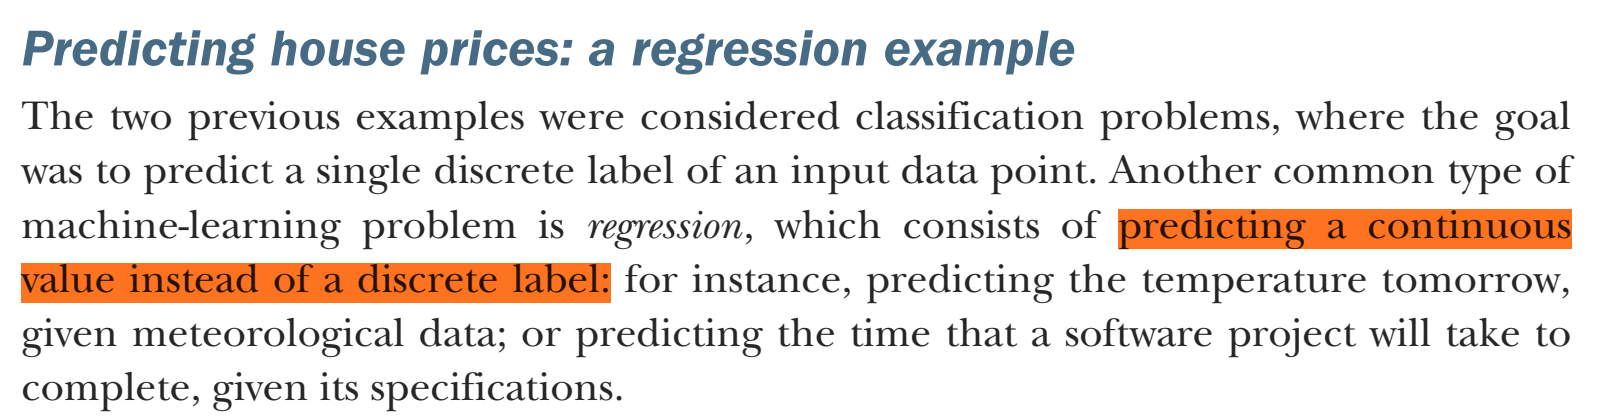 Predicting house prices: a regression example
The two previous examples were considered classification problems, where the goal
was to predict a single discrete label of an input data point. Another common type of
machine-learning problem is regression, which consists of predicting a continuous
value instead of a discrete label: for instance, predicting the temperature tomorrow,
given meteorological data; or predicting the time that a software project will take to
complete, given its specifications.